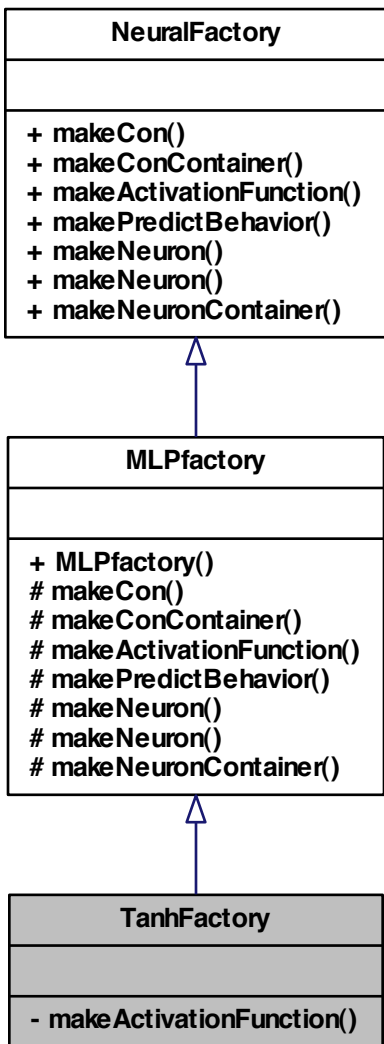 NeuralFactory
+ makeCon()
+ makeConContainer()
+ makeActivationFunction()
+ makePredictBehavior()
+ makeNeuron()
+ makeNeuron()
+ makeNeuronContainer()
MLPfactory
+ MLPfactory()
# makeCon()
# makeConContainer()
# makeActivationFunction()
# makePredictBehavior()
# makeNeuron()
# makeNeuron()
# makeNeuronContainer()
TanhFactory
- makeActivationFunction()